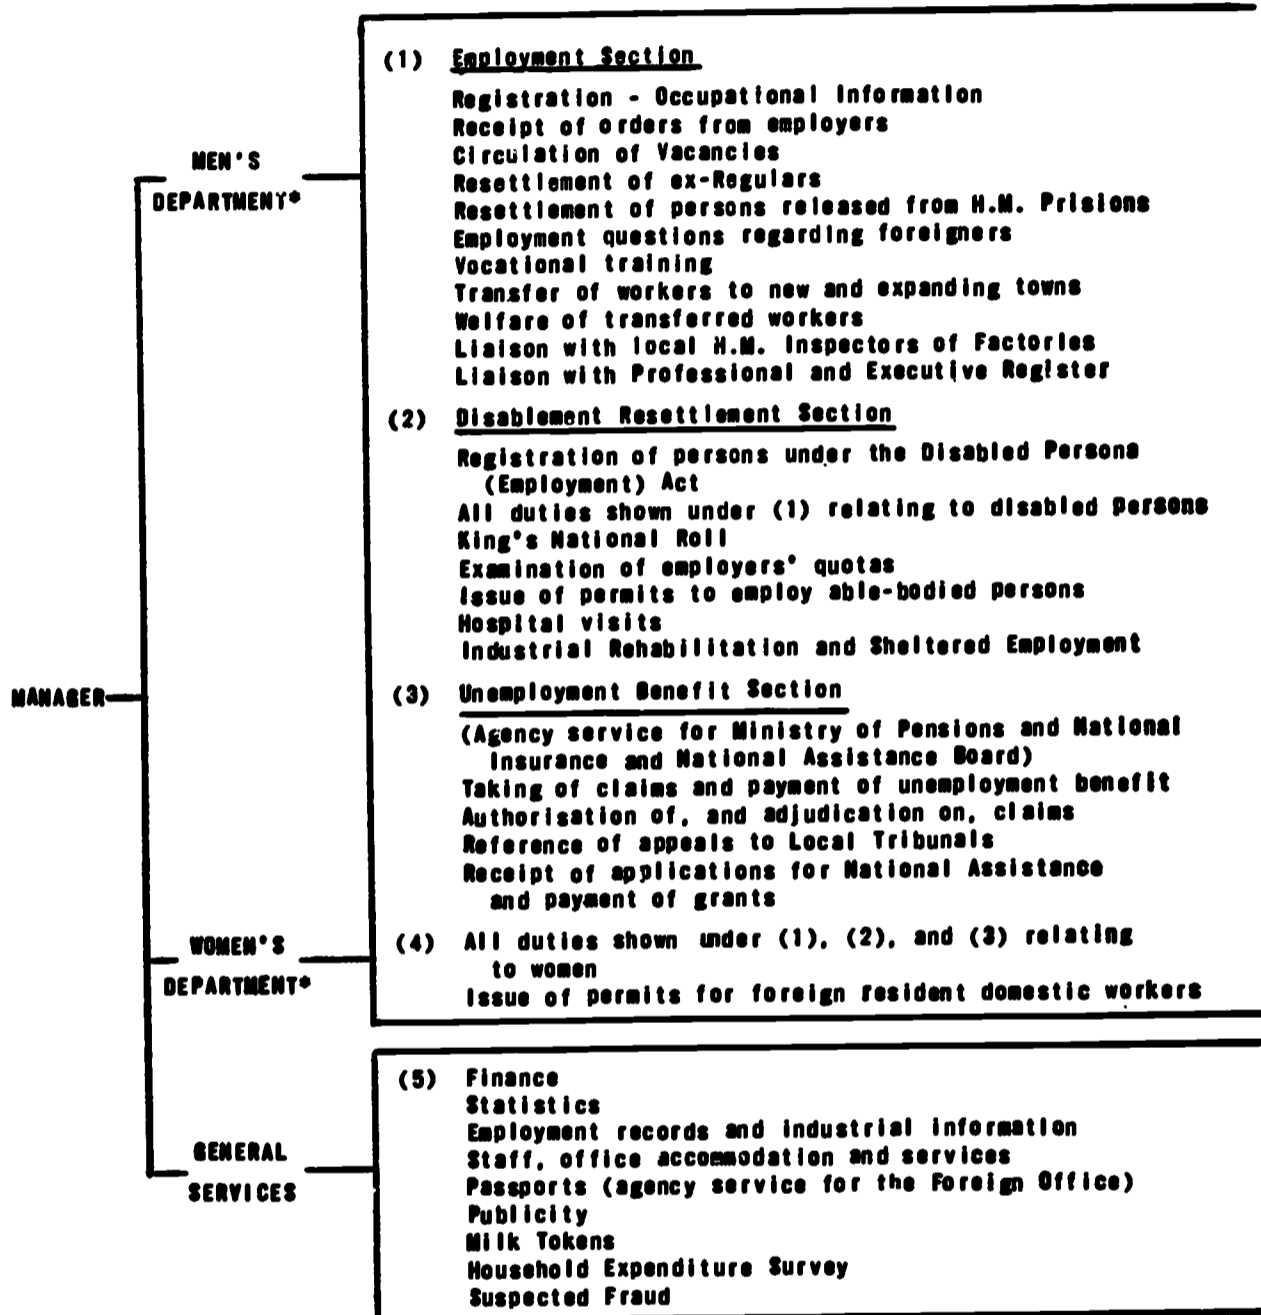 (1) Employment Section
Registration - Occupational Information
Receipt of orders from employers
Circulation of Vacancies
MEN'S
DEPARTMENT*
Resettlement of ex-Regulars
Resettlement of persons released from H.M. Prisions
Employment questions regarding foreigners
Vocational training
Transfer of workers to new and expanding towns
Welfare of transferred workers
Liaison with local H.M. Inspectors of Factories
Liaison with Professional and Executive Register
(2) Disablement Resettlement Section
Registration of persons under the Disabled Persons
(Employment) Act
All duties shown under (1) relating to disabled persons
King's National Roll
Examination of employers' quotas
Issue of permits to employ able-bodied persons
Hospital visits
Industrial Rehabilitation and Sheltered Employment
MANAGER
(3) Unemployment Benefit Section
(Agency service for Ministry of Pensions and National
Insurance and National Assistance Board)
Taking of claims and payment of unemployment benefit
Authorisation of, and adjudication on, claims
Reference of appeals to Local Tribunals
Receipt of applications for National Assistance
and payment of grants
WOMEN'S
DEPARTMENT*
(4) All duties shown under (1), (2), and (3) relating
to women
Issue of permits for foreign resident domestic workers
GENERAL
SERVICES
(5) Finance
Statistics
Employment records and industrial information
Staff, office accommodation and services
Passports (agency service for the Foreign Office)
Publicity
Milk Tokens
Household Expenditure Survey
Suspected Fraud